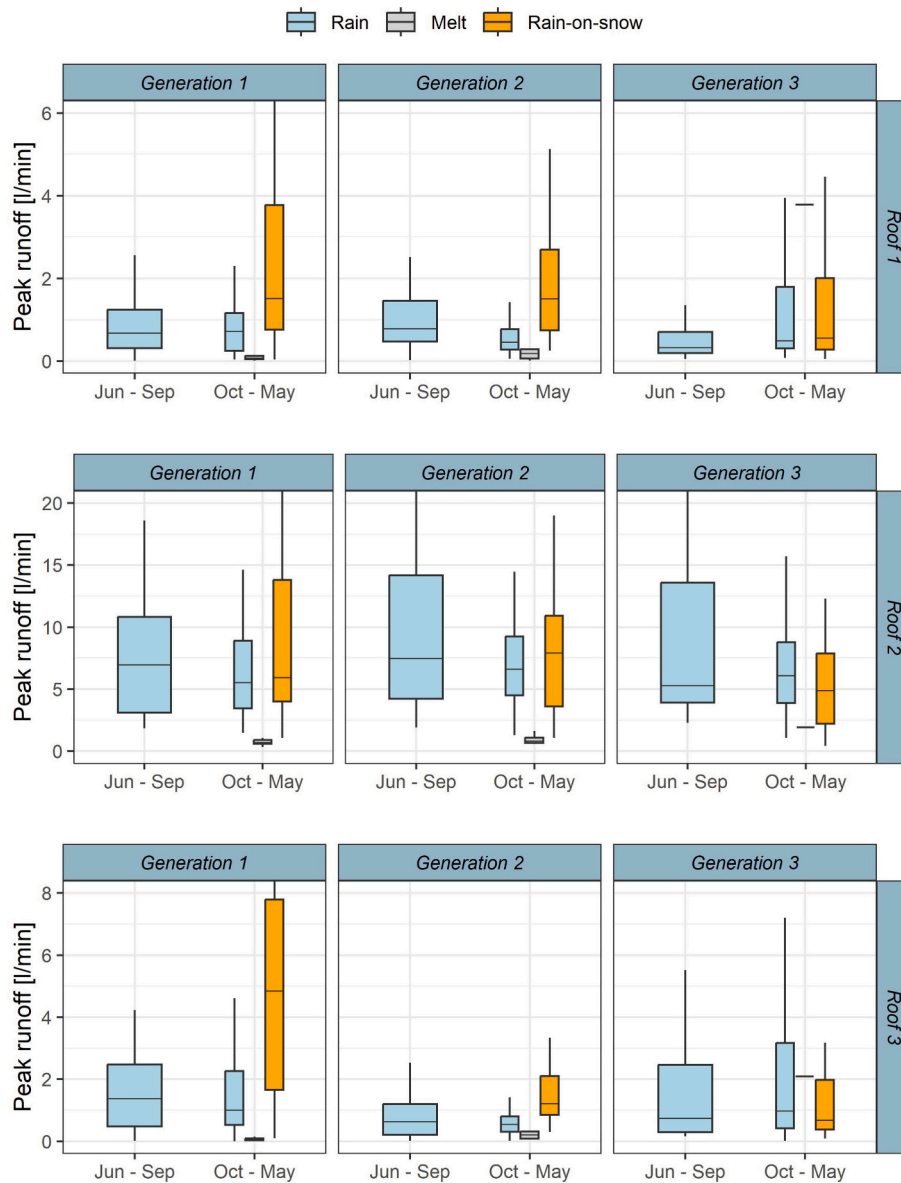 Rain Melt Rain-on-snow
Generation 1 Generation 2 Generation 3
Peak runoff [l/min]
6
4
2
0
Roof 1
Jun - Sep Oct - May Jun - Sep Oct - May Jun - Sep Oct - May
Generation 1 Generation 2 Generation 3
Peak runoff [l/min]
20
15
10
5
0
Roof 2
Jun - Sep Oct - May Jun - Sep Oct - May Jun - Sep Oct - May
Generation 1 Generation 2 Generation 3
Peak runoff [l/min]
8
6
4
2
0
Roof 3
Jun - Sep Oct - May Jun - Sep Oct - May Jun - Sep Oct - May